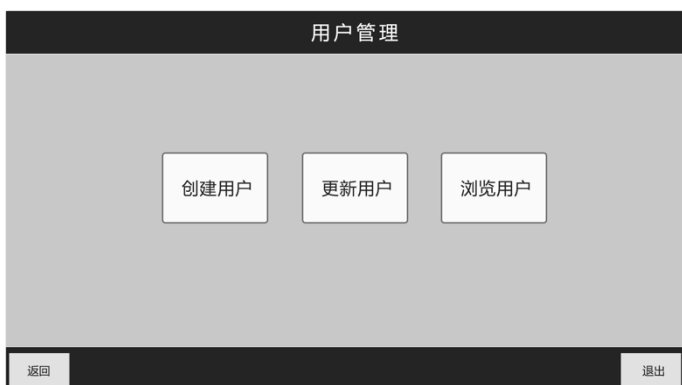 用户管理
创建用户
更新用户
浏览用户
返回
退出